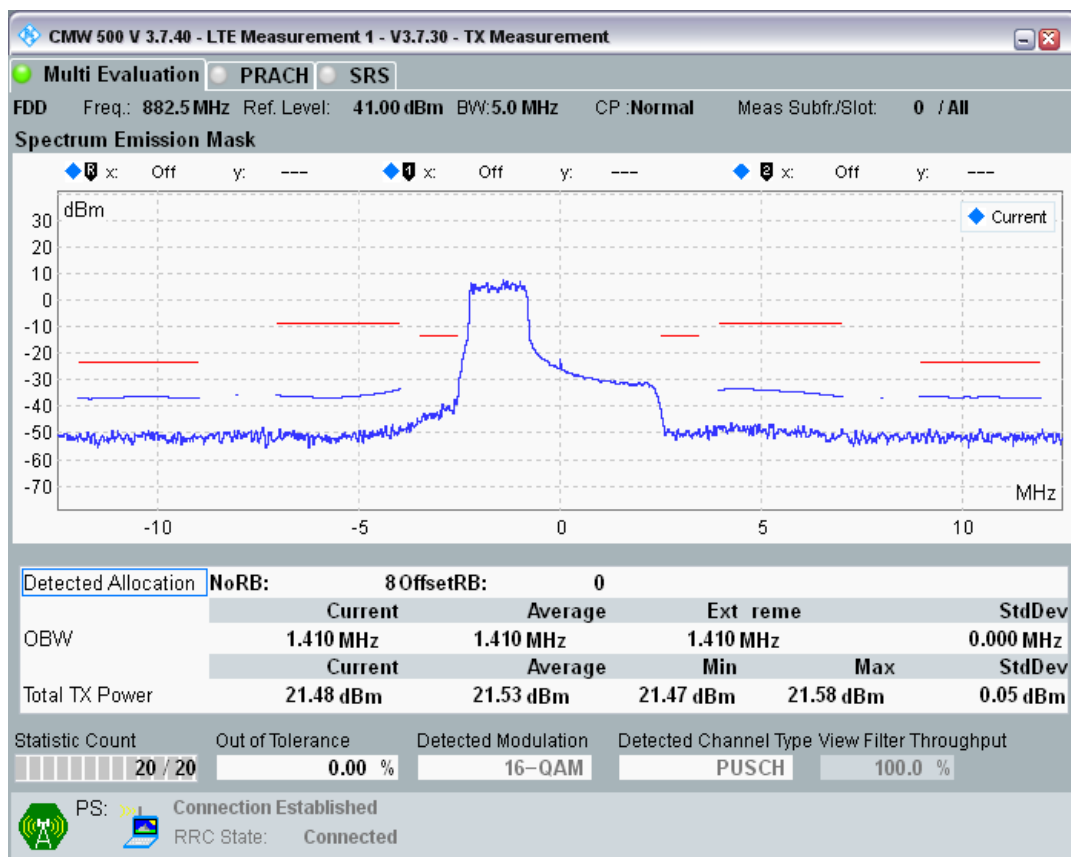 CMW 500 V 3.7.40 - LTE Measurement 1 - V3.7.30 - TX Measurement
Multi Evaluation PRACH SRS
FDD Freq.: 882.5 MHz Ref. Level: 41.00 dBm BW:5.0 MHz CP :Normal Meas Subfr./Slot: 0 / All
Spectrum Emission Mask
R x: Off y: --- 1 x: Off y: --- 2 x: Off y: ---
dBm
Current
30
20
10
0
-10
-20
-30
-40
-50
-60
-70
MHz
-10 -5 0 5 10
Detected Allocation NoRB: 8 OffsetRB: 0
Current Average Ext reme StdDev
OBW 1.410 MHz 1.410 MHz 1.410 MHz 0.000 MHz
Current Average Min Max StdDev
Total TX Power 21.48 dBm 21.53 dBm 21.47 dBm 21.58 dBm 0.05 dBm
Statistic Count Out of Tolerance Detected Modulation Detected Channel Type View Filter Throughput
20 / 20 0.00 % 16-QAM PUSCH 100.0 %
PS: Connection Established
RRC State: Connected